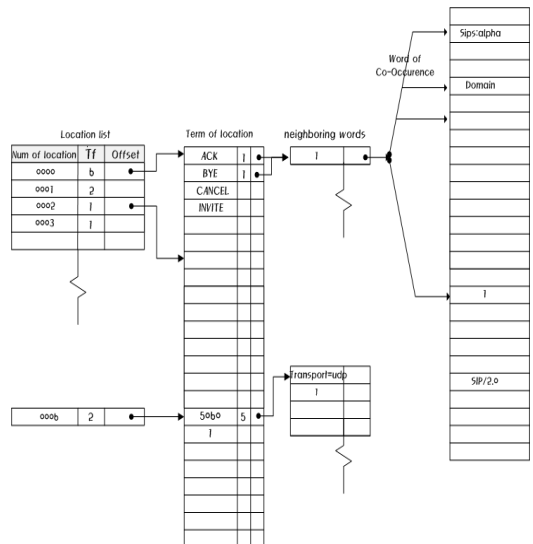 Sips:alpha
Word of
Co-Occurence
Domain
Location list
Term of location
neighboring words
Num of location Tf Offset
0000 6
0001 2
0002 1
0003 1
ACK 1
BYE 1
CANCEL
INVITE
1
1
Transport=udp
1
SIP/2.0
0006 2
5060 5
1